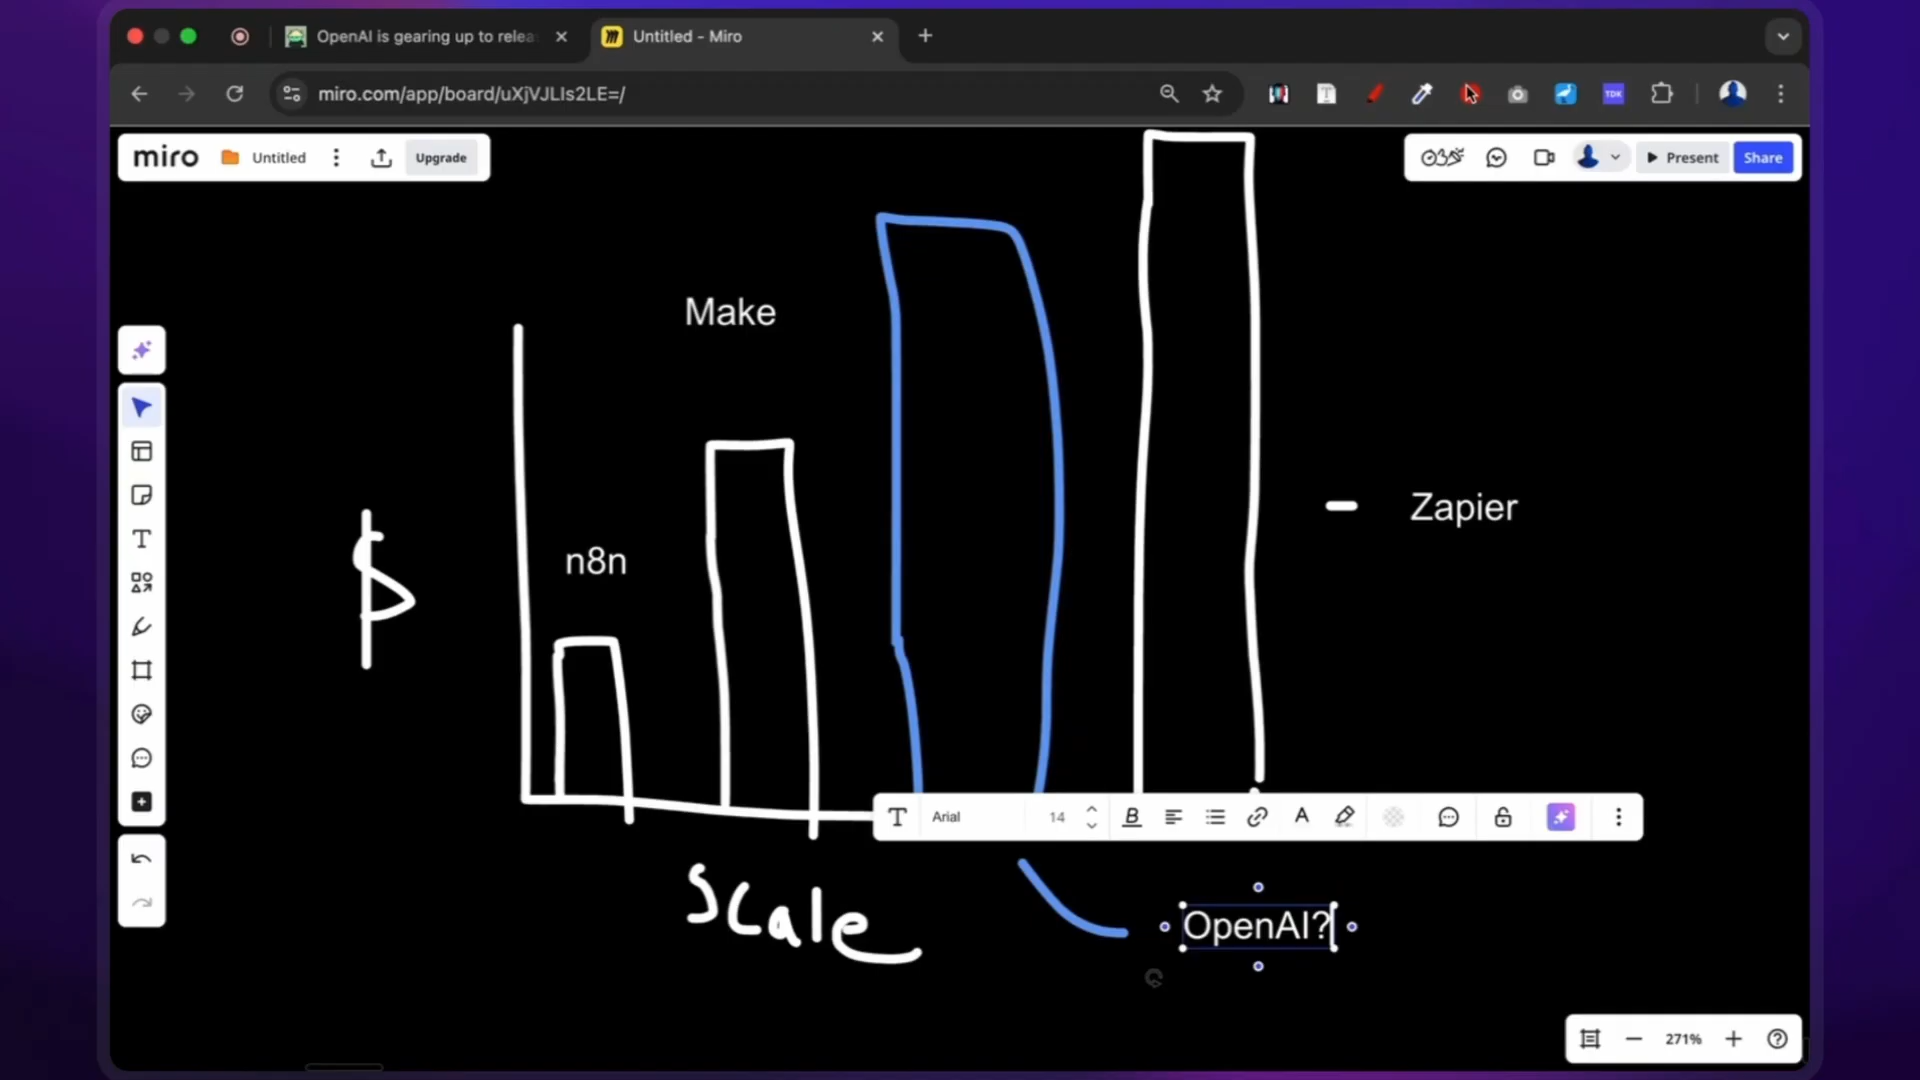 OpenAI is gearing up to relea
Untitled - Miro
miro.com/app/board/uXjVJLIs2LE=/
TDK
miro
Untitled
Upgrade
Present
Share
Make
n8n
$
Zapier
T
Arial
14
B
A
Scale
OpenAI?
271%